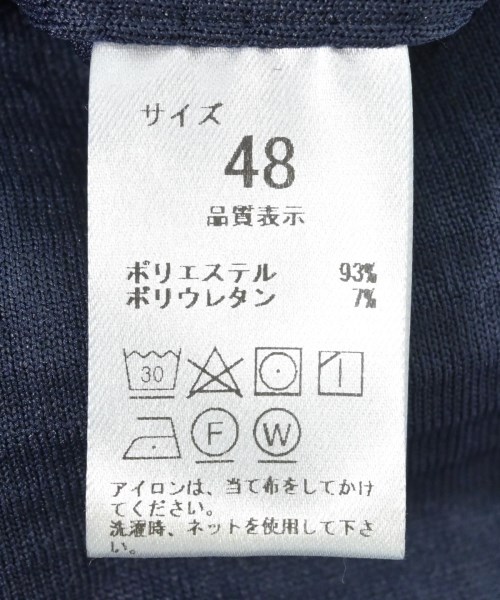 サイズ
48
品質表示
ポリエステル 93%
ポリウレタン 7%
30
F W
アイロンは、当て布をしてかけ
てください。
洗濯時、ネットを使用して下さ
い。